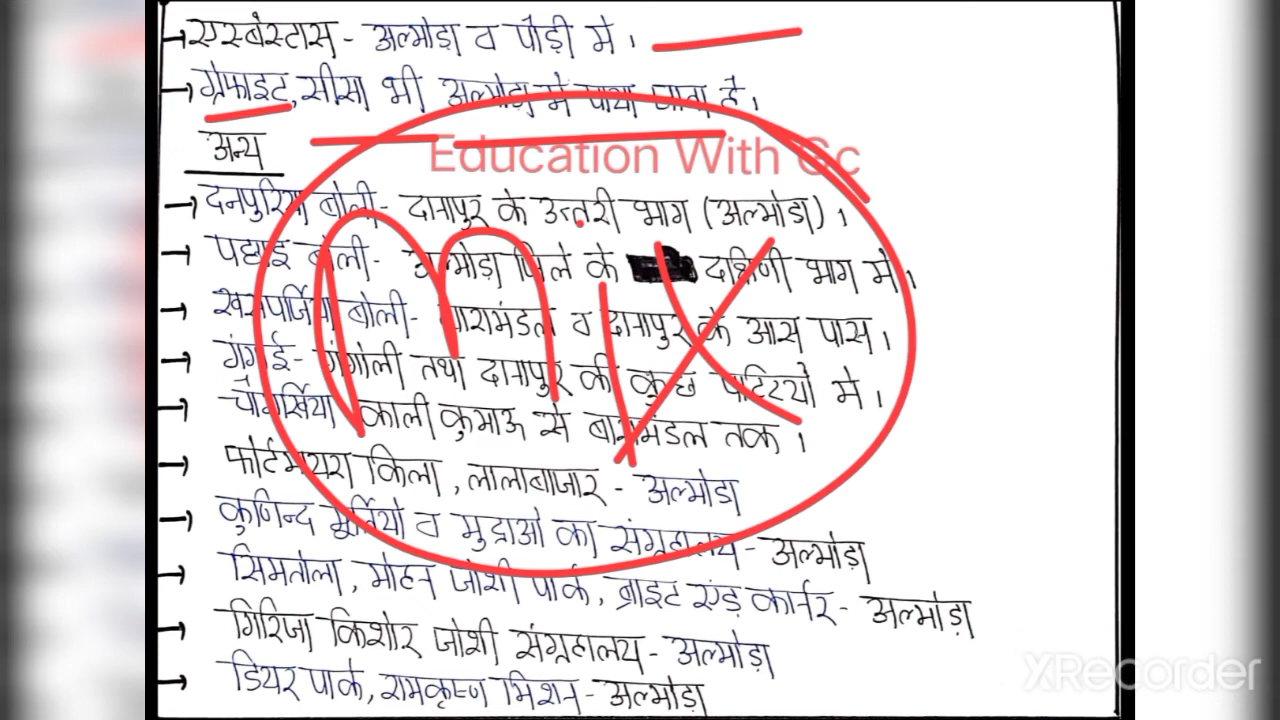 → एस्बेस्टास - अल्मोड़ा व पौड़ी मे ।
→ ग्रेफाइट, सीसा भी अल्मोड़ा मे पाया जाता है ।
अन्य
Education With Gc
→ दनपुरिया बोली - दानापुर के उत्तरी भाग (अल्मोडा) ।
→ पछाई बोली - अल्मोड़ा जिले के दक्षिणी भाग में ।
→ खसपर्जिया बोली - बारामंडल व दानापुर के आस पास ।
→ गंगाई - गंगोली तथा दानापुर की कुछ पट्टियों मे ।
→ चौगर्खिया काली कुमाऊ से बारामंडल तक ।
mix
→ फोर्टमायरा किला, लालाबाजार - अल्मोडा
→ कुणिन्द मूर्तियो व मुद्राओ का संग्रहालय - अल्मोड़ा
→ सिमतोला, मोहन जोशी पार्क, ब्राइट एंड़ कार्नर - अल्मोड़ा
→ गिरिजा किशोर जोशी संग्रहालय - अल्मोड़ा
→ डियर पार्क, रामकृष्ण मिशन - अल्मोड़ा
XRecorder